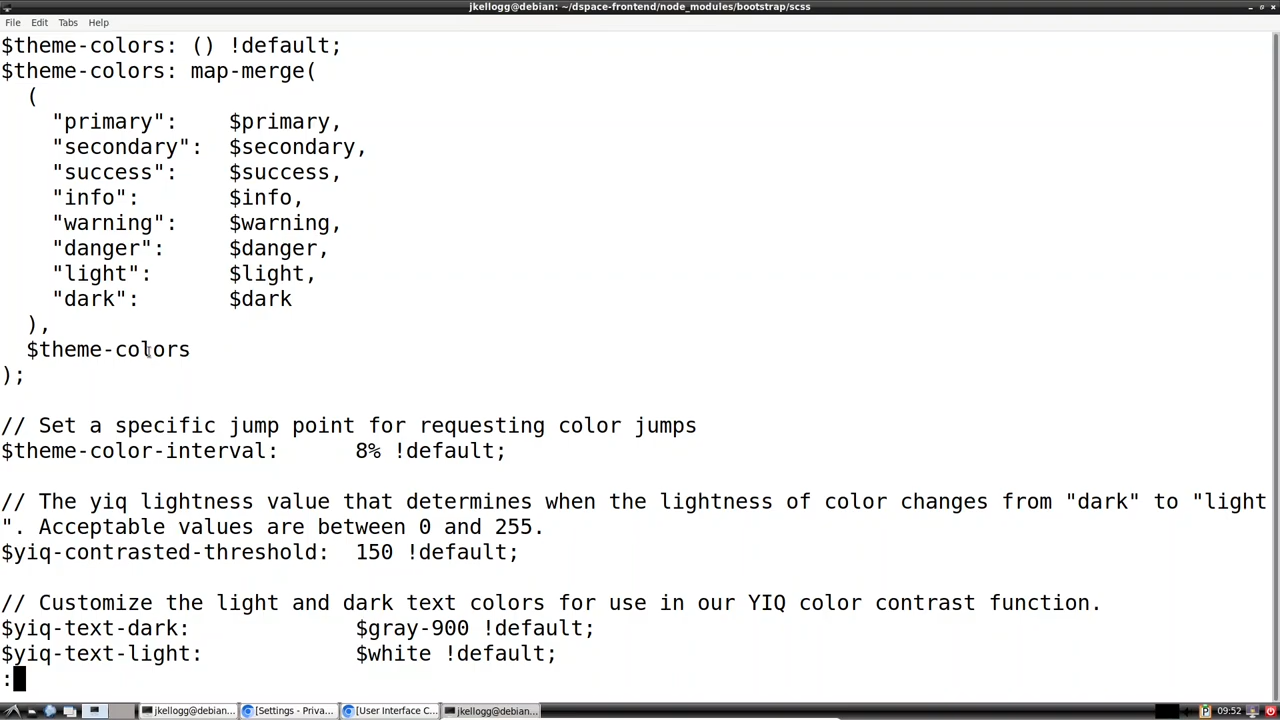 jkellogg@debian: ~/dspace-frontend/node_modules/bootstrap/scss
File Edit Tabs Help
$theme-colors: () !default;
$theme-colors: map-merge(
  (
    "primary":    $primary,
    "secondary":  $secondary,
    "success":    $success,
    "info":       $info,
    "warning":    $warning,
    "danger":     $danger,
    "light":      $light,
    "dark":       $dark
  ),
  $theme-colors
);
// Set a specific jump point for requesting color jumps
$theme-color-interval:      8% !default;
// The yiq lightness value that determines when the lightness of color changes from "dark" to "light
". Acceptable values are between 0 and 255.
$yiq-contrasted-threshold:  150 !default;
// Customize the light and dark text colors for use in our YIQ color contrast function.
$yiq-text-dark:             $gray-900 !default;
$yiq-text-light:            $white !default;
:
jkellogg@debian... [Settings - Priva... [User Interface C... jkellogg@debian... 09:52